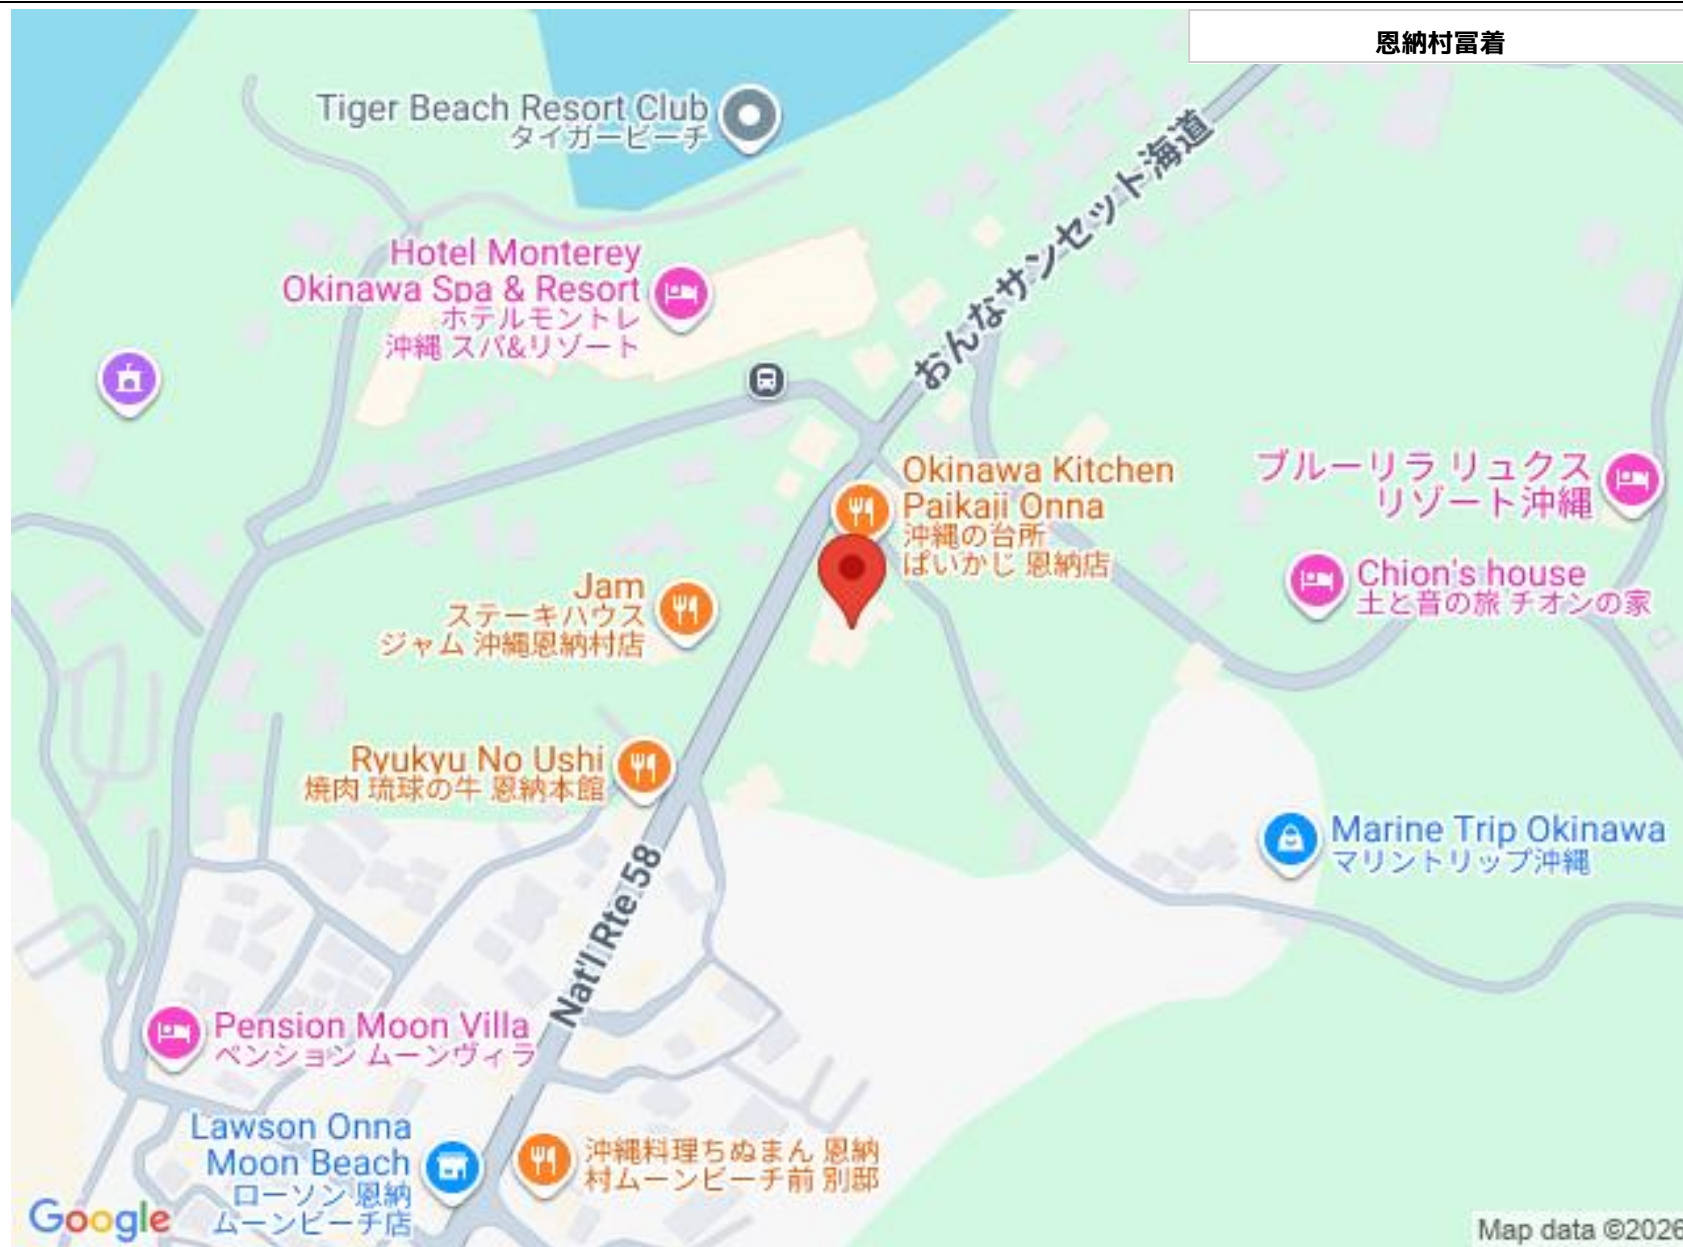 恩納村冨着
Tiger Beach Resort Club
タイガービーチ
おんなサンセット海道
Hotel Monterey
Okinawa Spa & Resort
ホテルモントレ
沖縄 スパ&リゾート
Okinawa Kitchen
Paikaji Onna
沖縄の台所
ぱいかじ 恩納店
ブルーリラ リュクス
リゾート沖縄
Chion's house
土と音の旅 チオンの家
Jam
ステーキハウス
ジャム 沖縄恩納村店
Ryukyu No Ushi
焼肉 琉球の牛 恩納本館
Marine Trip Okinawa
マリントリップ沖縄
Nat'l Rte 58
Pension Moon Villa
ペンション ムーンヴィラ
Lawson Onna
Moon Beach
ローソン 恩納
ムーンビーチ店
沖縄料理ちぬまん 恩納
村ムーンビーチ前 別邸
Google
Map data ©2026